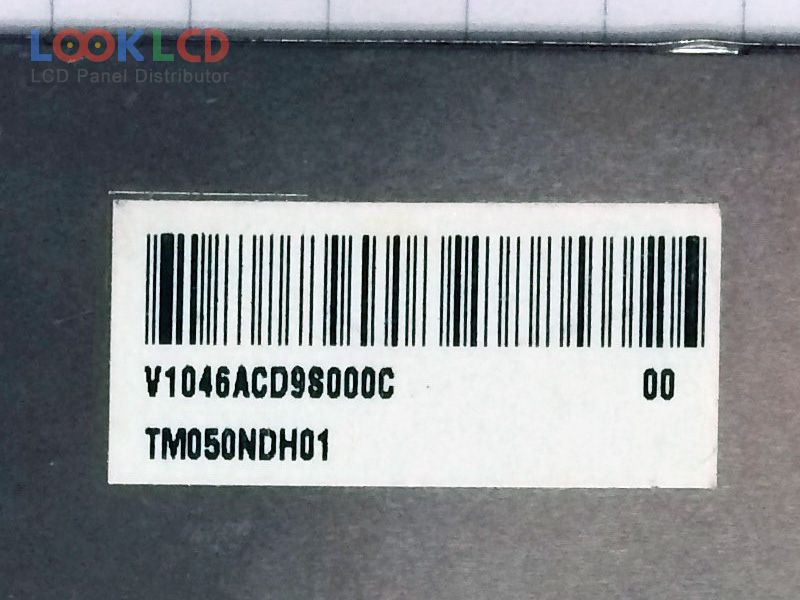 LOOKLCD
LCD Panel Distributor
V1046ACD9S000C 00
TM050NDH01